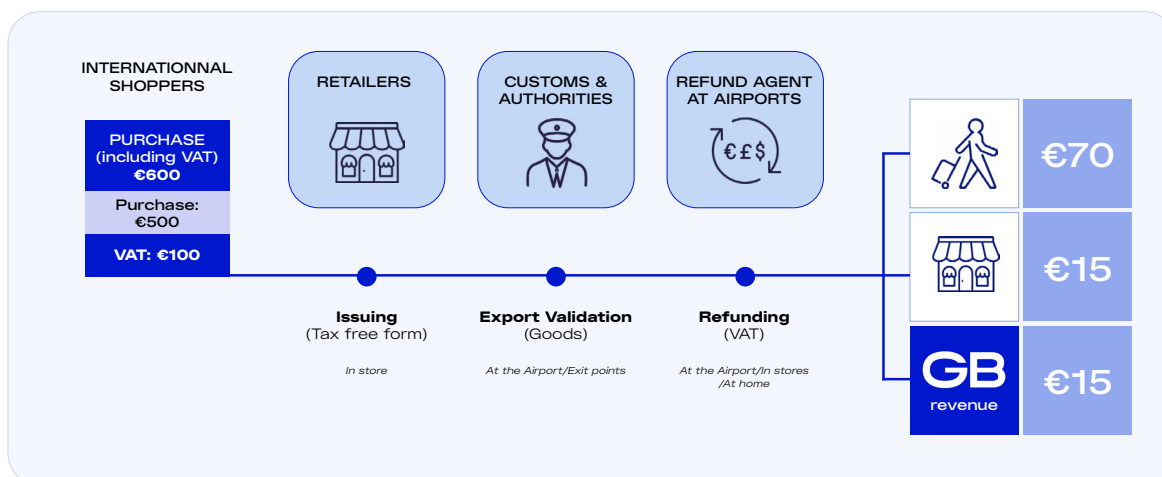 INTERNATIONNAL
SHOPPERS
PURCHASE
(including VAT)
€600
Purchase:
€500
VAT: €100
RETAILERS
CUSTOMS &
AUTHORITIES
REFUND AGENT
AT AIRPORTS
€£$
Issuing
(Tax free form)
In store
Export Validation
(Goods)
At the Airport/Exit points
Refunding
(VAT)
At the Airport/In stores
/At home
€70
€15
GB
revenue
€15